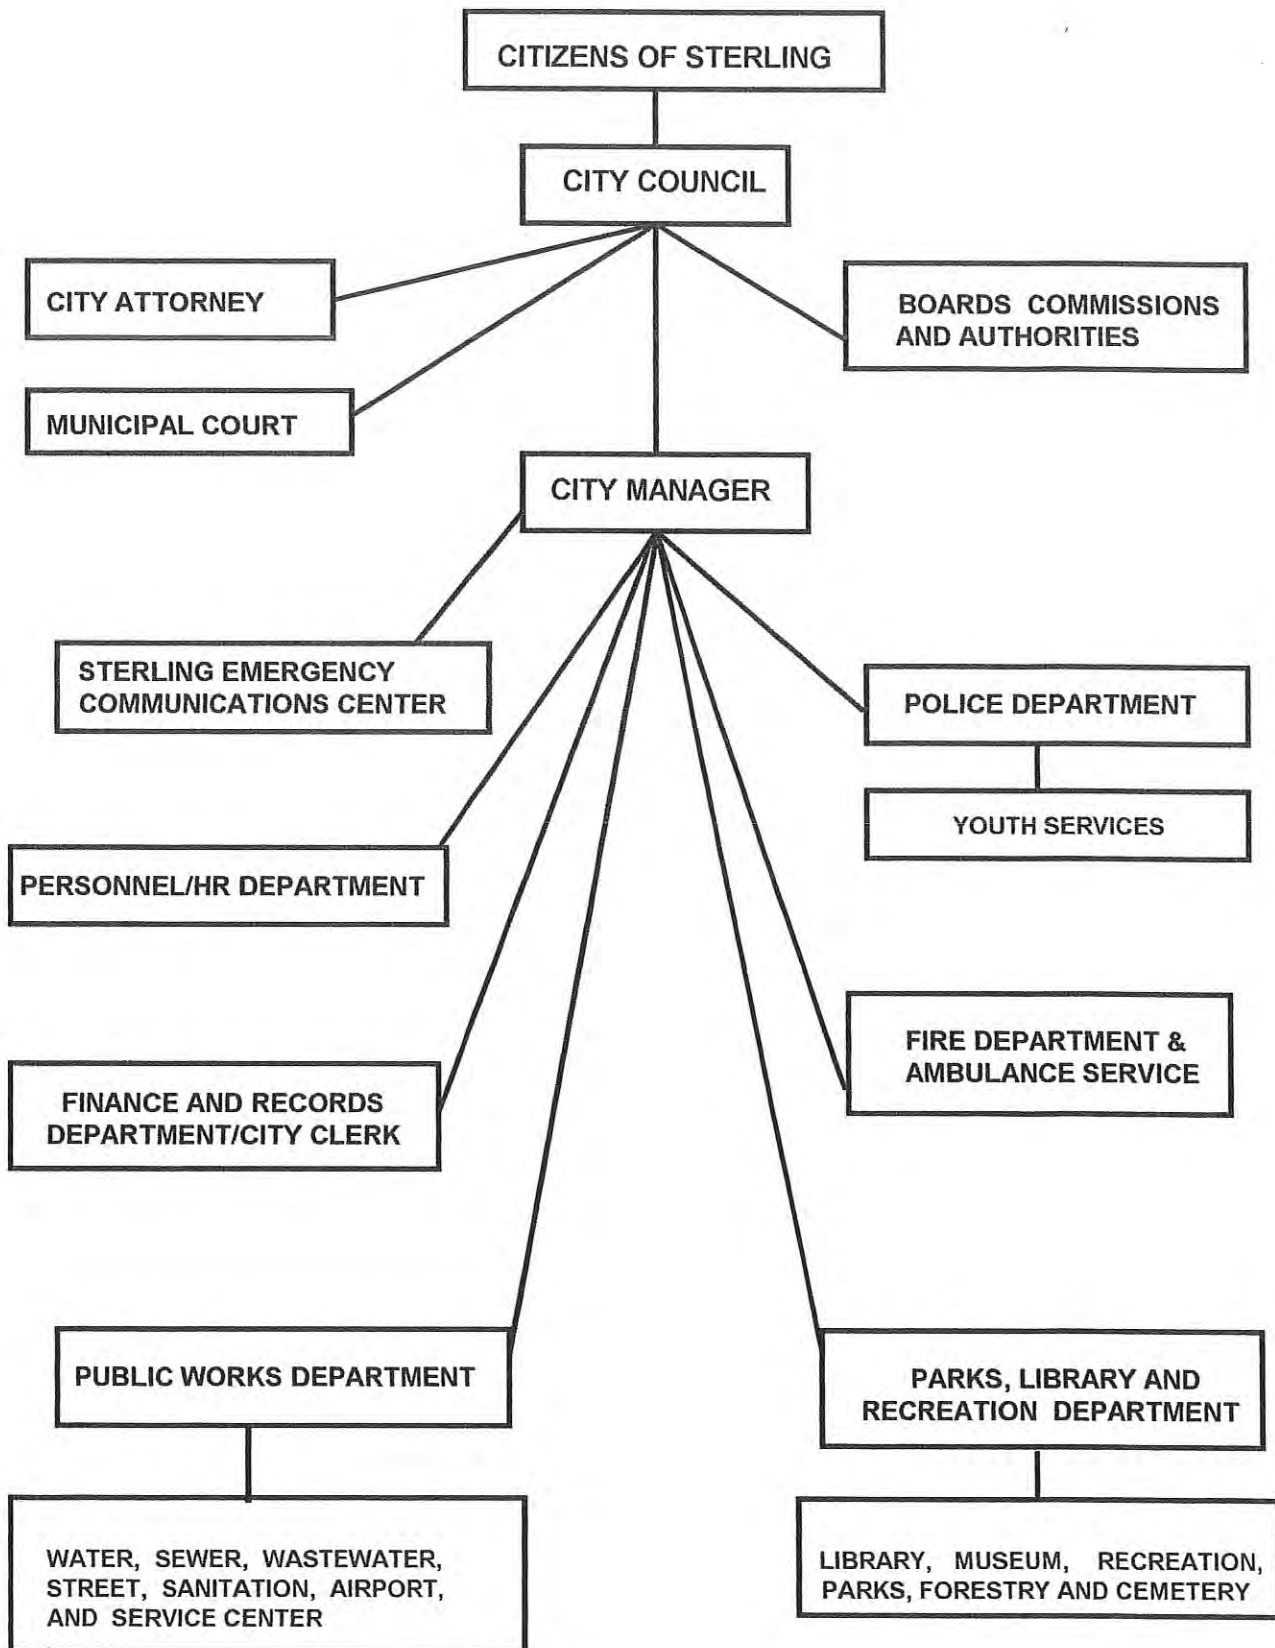 CITIZENS OF STERLING
CITY COUNCIL
CITY ATTORNEY
BOARDS COMMISSIONS
AND AUTHORITIES
MUNICIPAL COURT
CITY MANAGER
STERLING EMERGENCY
COMMUNICATIONS CENTER
POLICE DEPARTMENT
YOUTH SERVICES
PERSONNEL/HR DEPARTMENT
FIRE DEPARTMENT &
AMBULANCE SERVICE
FINANCE AND RECORDS
DEPARTMENT/CITY CLERK
PUBLIC WORKS DEPARTMENT
PARKS, LIBRARY AND
RECREATION DEPARTMENT
WATER, SEWER, WASTEWATER,
STREET, SANITATION, AIRPORT,
AND SERVICE CENTER
LIBRARY, MUSEUM, RECREATION,
PARKS, FORESTRY AND CEMETERY